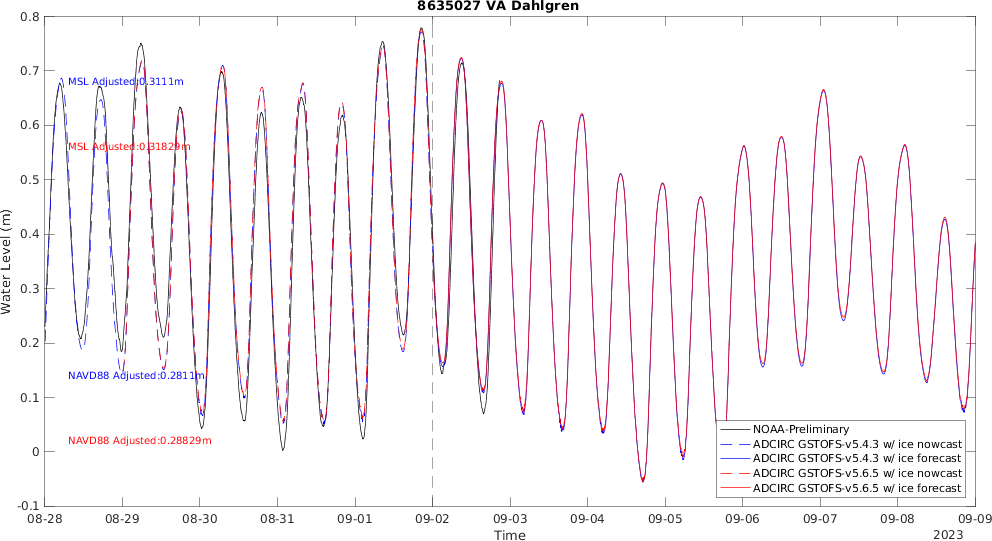 8635027 VA Dahlgren
0.8
0.7
0.6
0.5
0.4
0.3
0.2
0.1
0
-0.1
Water Level (m)
MSL Adjusted:0.3111m
MSL Adjusted:0.31829m
NAVD88 Adjusted:0.2811m
NAVD88 Adjusted:0.28829m
NOAA-Preliminary
ADCIRC GSTOFS-v5.4.3 w/ ice nowcast
ADCIRC GSTOFS-v5.4.3 w/ ice forecast
ADCIRC GSTOFS-v5.6.5 w/ ice nowcast
ADCIRC GSTOFS-v5.6.5 w/ ice forecast
08-28 08-29 08-30 08-31 09-01 09-02 09-03 09-04 09-05 09-06 09-07 09-08 09-09
Time
2023